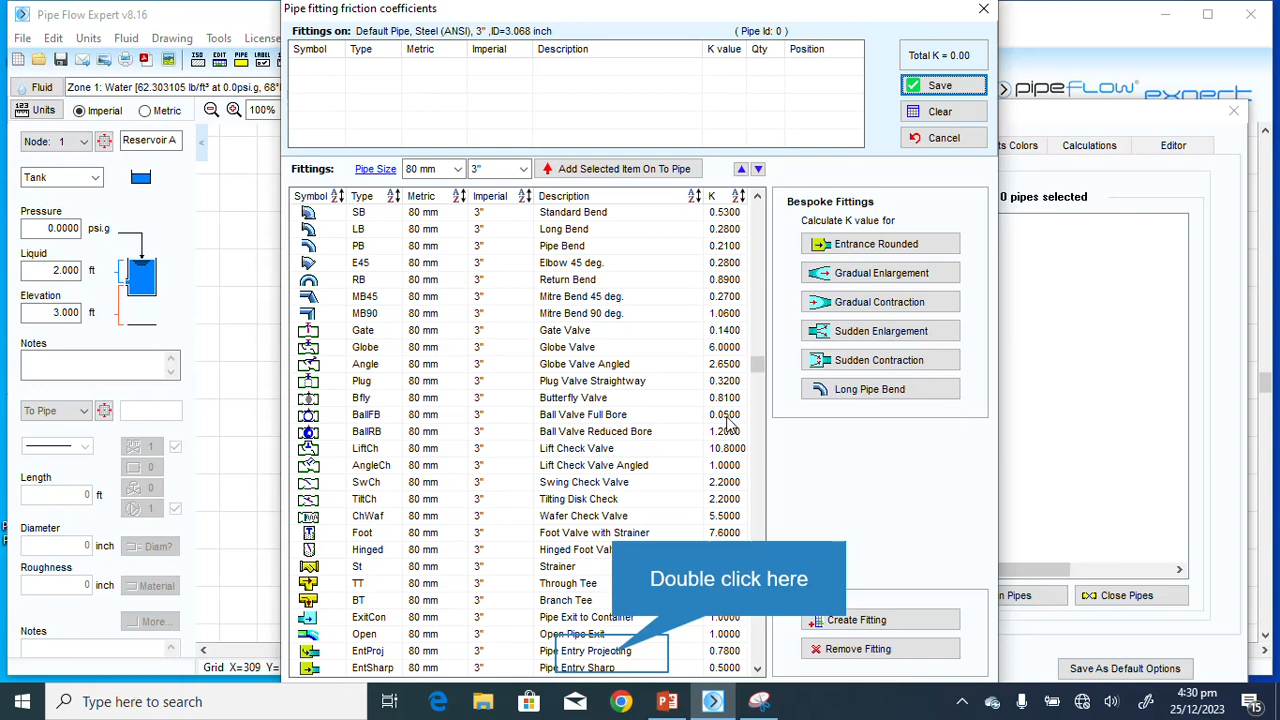 Pipe Flow Expert v8.16
File Edit Units Fluid Drawing Tools License
Fluid Zone 1: Water [62.303105 lb/ft³ at 0.0psi.g, 68°
Units Imperial Metric 100%
Node: 1 Reservoir A
Tank
Pressure
0.0000 psi.g
Liquid
2.000 ft
Elevation
3.000 ft
Notes
To Pipe
1
Length 0
0 ft 0
1
Diameter
0 inch Diam?
Roughness
0 inch Material
More...
Notes
Grid X=309 Y=
Pipe fitting friction coefficients
Fittings on: Default Pipe, Steel (ANSI), 3" ,ID=3.068 inch ( Pipe Id: 0 )
Symbol Type Metric Imperial Description K value Qty Position
Total K = 0.00
Save
Clear
Cancel
Fittings: Pipe Size 80 mm 3" Add Selected Item On To Pipe
Symbol Type Metric Imperial Description K
SB 80 mm 3" Standard Bend 0.5300
LB 80 mm 3" Long Bend 0.2800
PB 80 mm 3" Pipe Bend 0.2100
E45 80 mm 3" Elbow 45 deg. 0.2800
RB 80 mm 3" Return Bend 0.8900
MB45 80 mm 3" Mitre Bend 45 deg. 0.2700
MB90 80 mm 3" Mitre Bend 90 deg. 1.0600
Gate 80 mm 3" Gate Valve 0.1400
Globe 80 mm 3" Globe Valve 6.0000
Angle 80 mm 3" Globe Valve Angled 2.6500
Plug 80 mm 3" Plug Valve Straightway 0.3200
Bfly 80 mm 3" Butterfly Valve 0.8100
BallFB 80 mm 3" Ball Valve Full Bore 0.0500
BallRB 80 mm 3" Ball Valve Reduced Bore
LiftCh 80 mm 3" Lift Check Valve 10.8000
AngleCh 80 mm 3" Lift Check Valve Angled 1.0000
SwCh 80 mm 3" Swing Check Valve 2.2000
TiltCh 80 mm 3" Tilting Disk Check 2.2000
ChWaf 80 mm 3" Wafer Check Valve 5.5000
Foot 80 mm 3" Foot Valve with Strainer 7.6000
Hinged 80 mm 3" Hinged Foot
St 80 mm 3" Strainer
TT 80 mm 3" Through Tee
BT 80 mm 3" Branch Tee
ExitCon 80 mm 3" Pipe Exit to Container 1.0000
Open 80 mm 3" Open Pipe Exit 1.0000
EntProj 80 mm 3" Pipe Entry Projecting 0.7800
EntSharp 80 mm 3" Pipe Entry Sharp 0.5000
Double click here
Bespoke Fittings
Calculate K value for
Entrance Rounded
Gradual Enlargement
Gradual Contraction
Sudden Enlargement
Sudden Contraction
Long Pipe Bend
Create Fitting
Remove Fitting
pipeflow expert
Colors Calculations Editor
0 pipes selected
Pipes Close Pipes
Save As Default Options
Type here to search
4:30 pm
25/12/2023
15